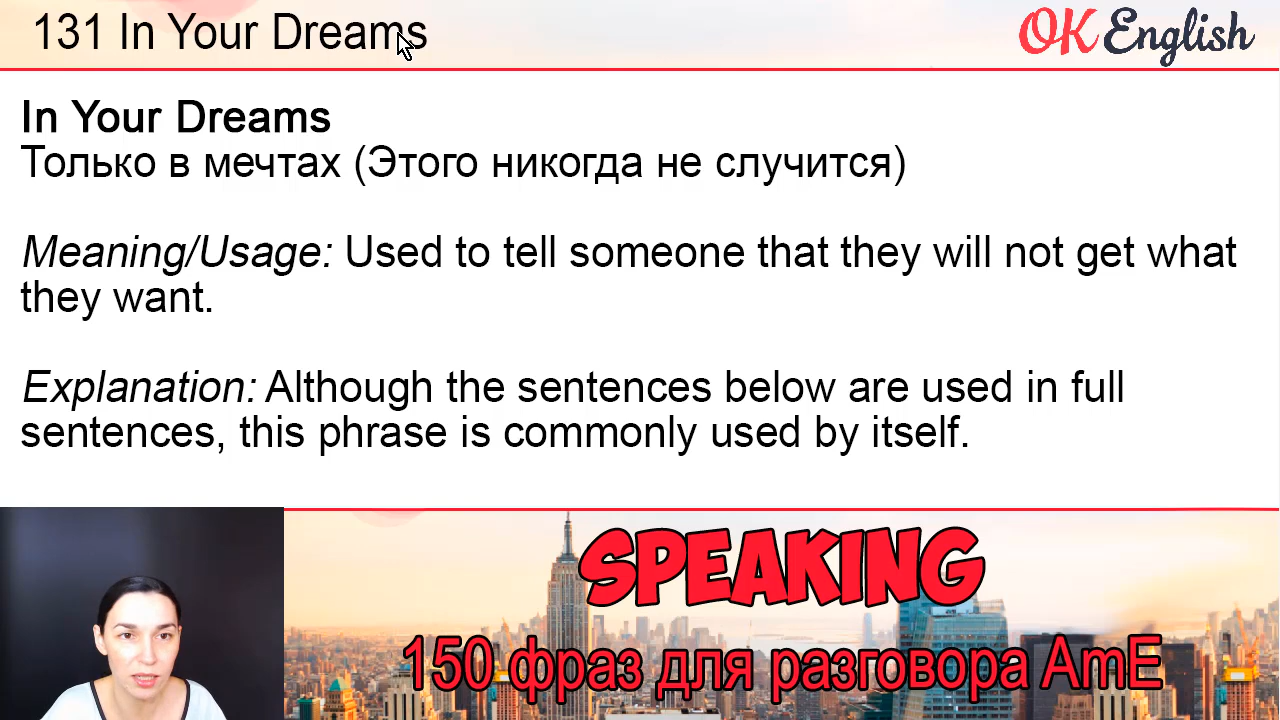 131 In Your Dreams
OK English
In Your Dreams
Только в мечтах (Этого никогда не случится)
Meaning/Usage: Used to tell someone that they will not get what
they want.
Explanation: Although the sentences below are used in full
sentences, this phrase is commonly used by itself.
SPEAKING
150 фраз для разговора AmE